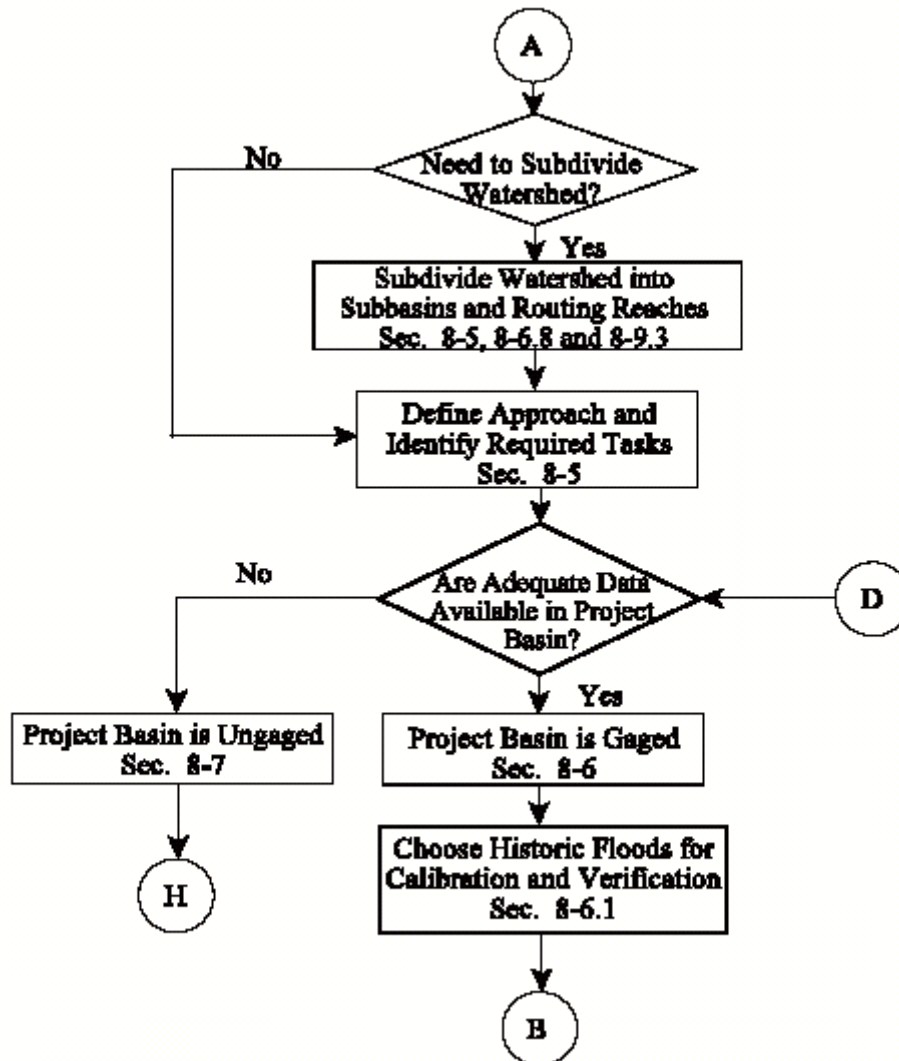 A
Need to Subdivide
Watershed?
No
Yes
Subdivide Watershed into
Subbasins and Routing Reaches
Sec. 8-5, 8-6.8 and 8-9.3
Define Approach and
Identify Required Tasks
Sec. 8-5
Are Adequate Data
Available in Project
Basin?
No
D
Yes
Project Basin is Ungaged
Sec. 8-7
Project Basin is Gaged
Sec. 8-6
Choose Historic Floods for
Calibration and Verification
Sec. 8-6.1
H
B